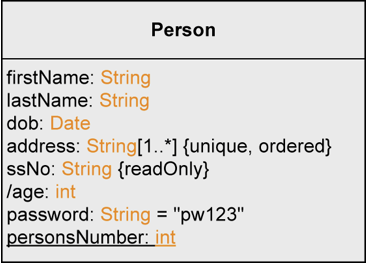 Person
firstName: String
lastName: String
dob: Date
address: String[1..*] {unique, ordered}
ssNo: String {readOnly}
/age: int
password: String = "pw123"
personsNumber: int